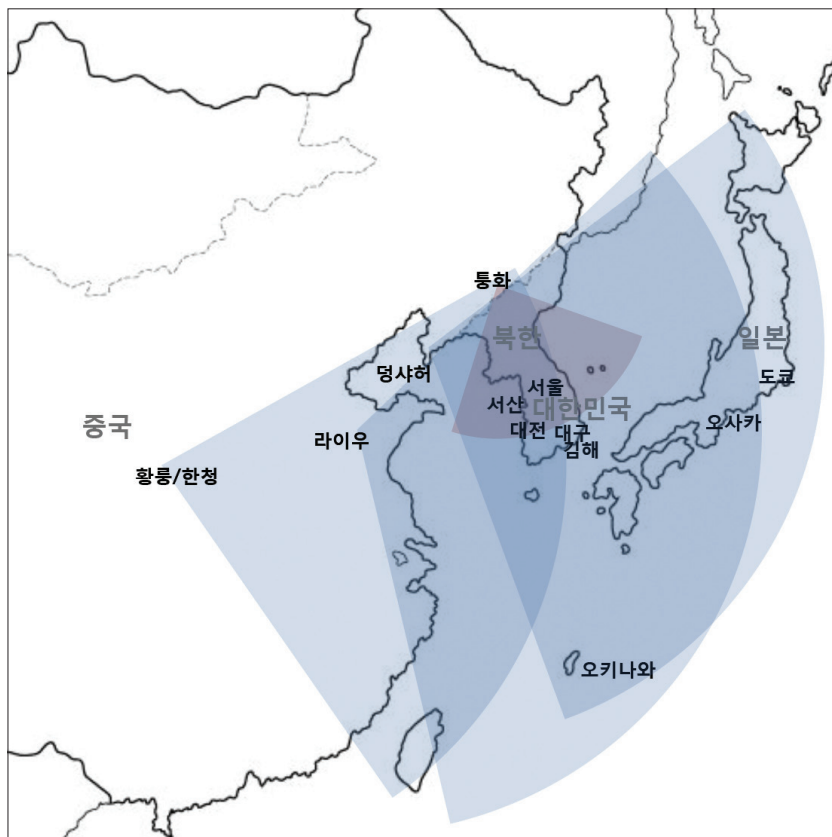 퉁화
북한
일본
덩샤허
도쿄
서울
서산
대한민국
중국
오사카
대전
대구
라이우
김해
황룽/한청
오키나와